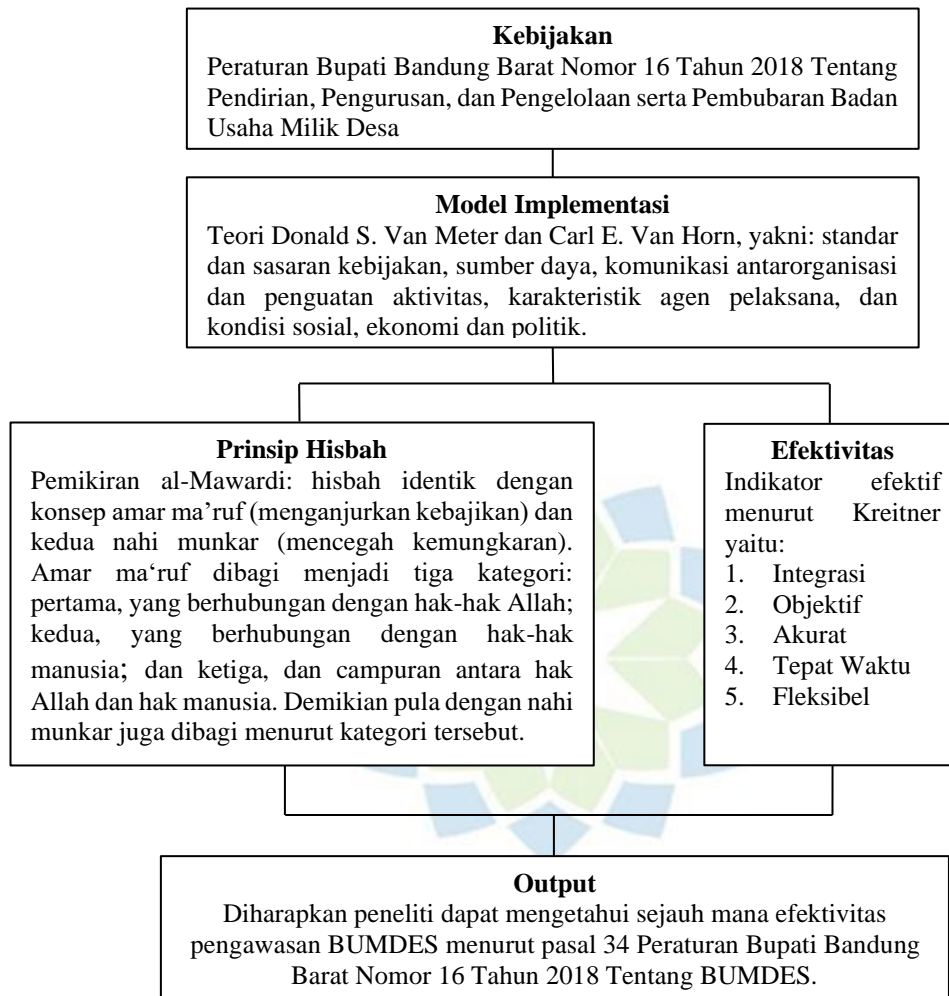 Kebijakan
Peraturan Bupati Bandung Barat Nomor 16 Tahun 2018 Tentang
Pendirian, Pengurusan, dan Pengelolaan serta Pembubaran Badan
Usaha Milik Desa
Model Implementasi
Teori Donald S. Van Meter dan Carl E. Van Horn, yakni: standar
dan sasaran kebijakan, sumber daya, komunikasi antarorganisasi
dan penguatan aktivitas, karakteristik agen pelaksana, dan
kondisi sosial, ekonomi dan politik.
Prinsip Hisbah
Pemikiran al-Mawardi: hisbah identik dengan
konsep amar ma’ruf (menganjurkan kebajikan) dan
kedua nahi munkar (mencegah kemungkaran).
Amar ma‘ruf dibagi menjadi tiga kategori:
pertama, yang berhubungan dengan hak-hak Allah;
kedua, yang berhubungan dengan hak-hak
manusia; dan ketiga, dan campuran antara hak
Allah dan hak manusia. Demikian pula dengan nahi
munkar juga dibagi menurut kategori tersebut.
Efektivitas
Indikator efektif
menurut Kreitner
yaitu:
1. Integrasi
2. Objektif
3. Akurat
4. Tepat Waktu
5. Fleksibel
Output
Diharapkan peneliti dapat mengetahui sejauh mana efektivitas
pengawasan BUMDES menurut pasal 34 Peraturan Bupati Bandung
Barat Nomor 16 Tahun 2018 Tentang BUMDES.